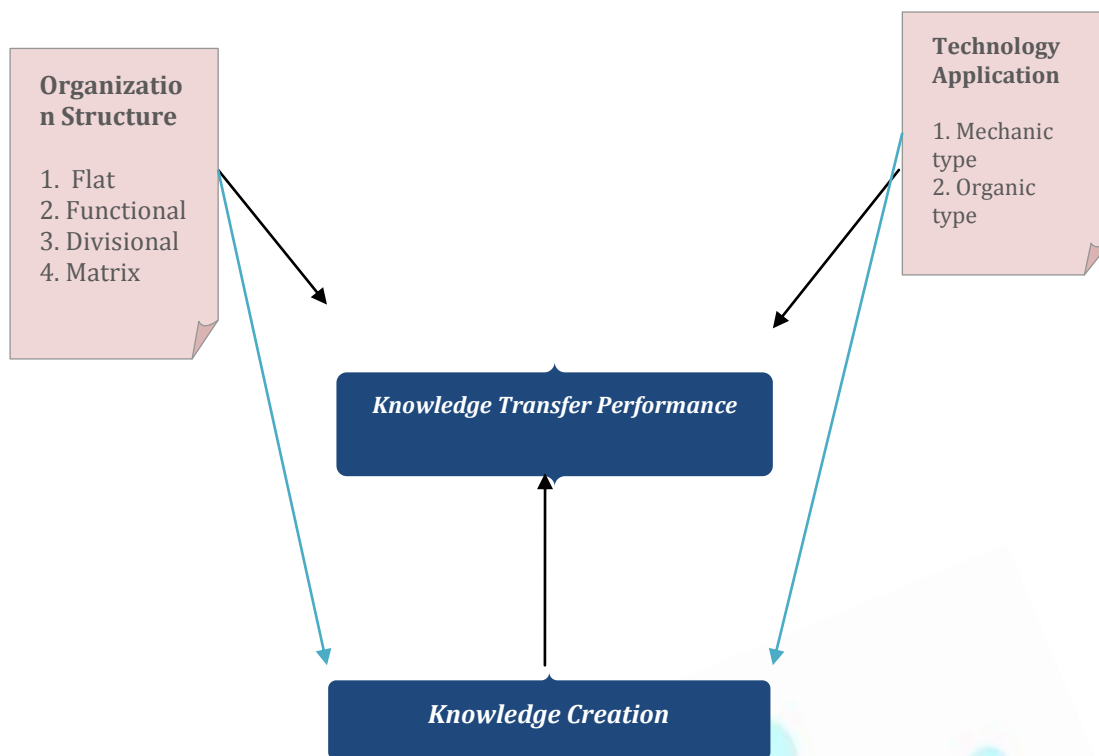 Organizatio
n Structure
1. Flat
2. Functional
3. Divisional
4. Matrix
Technology
Application
1. Mechanic
type
2. Organic
type
Knowledge Transfer Performance
Knowledge Creation